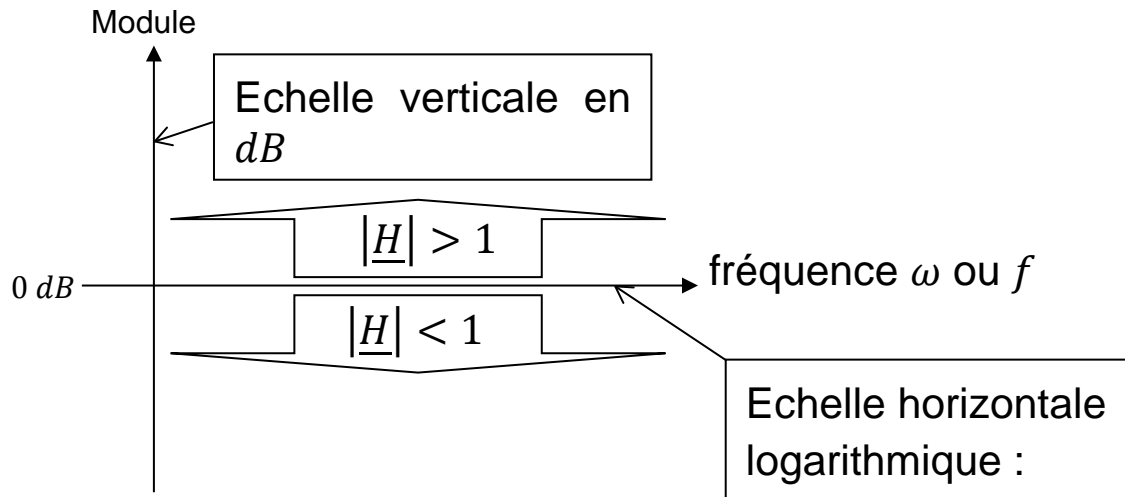 Module
Echelle verticale en
dB
|H| > 1
0 dB
fréquence ω ou f
|H| < 1
Echelle horizontale
logarithmique :